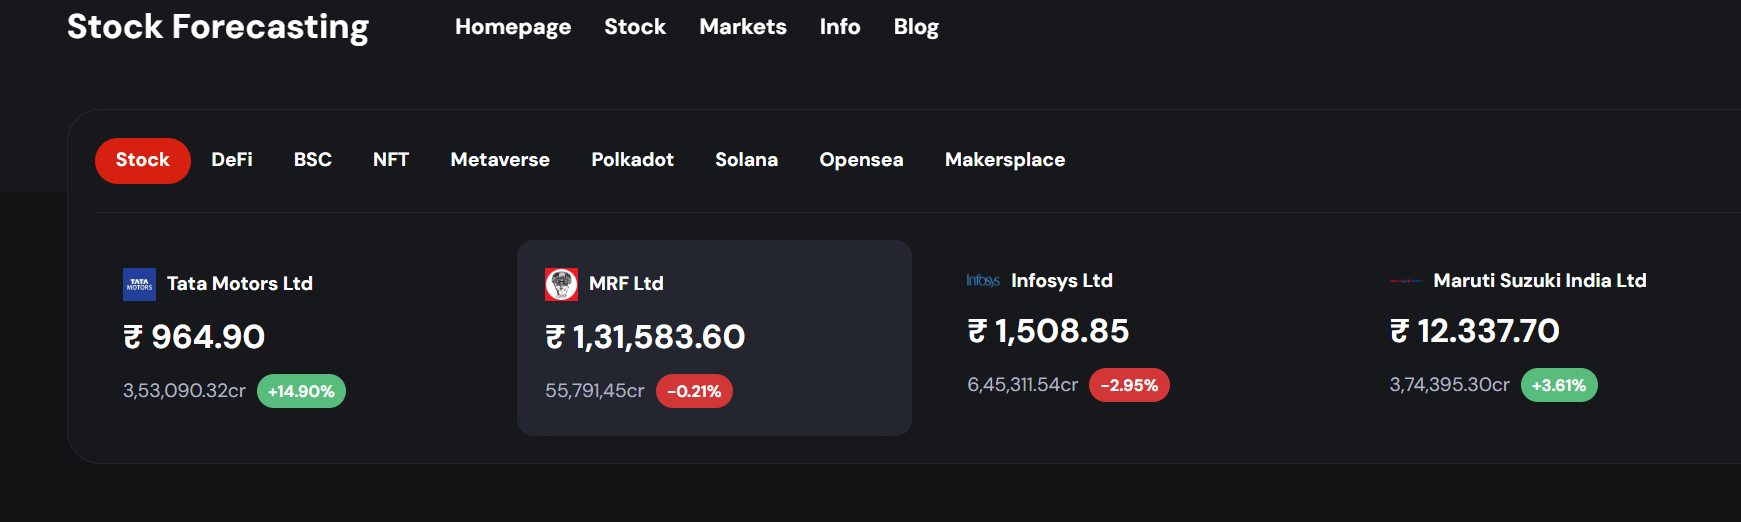 Stock Forecasting Homepage Stock Markets Info Blog
Stock DeFi BSC NFT Metaverse Polkadot Solana Opensea Makersplace
TATA
MOTORS
Tata Motors Ltd
₹ 964.90
3,53,090.32cr +14.90%
MRF Ltd
₹ 1,31,583.60
55,791,45cr -0.21%
Infosys Infosys Ltd
₹ 1,508.85
6,45,311.54cr -2.95%
Maruti Suzuki India Ltd
₹ 12.337.70
3,74,395.30cr +3.61%